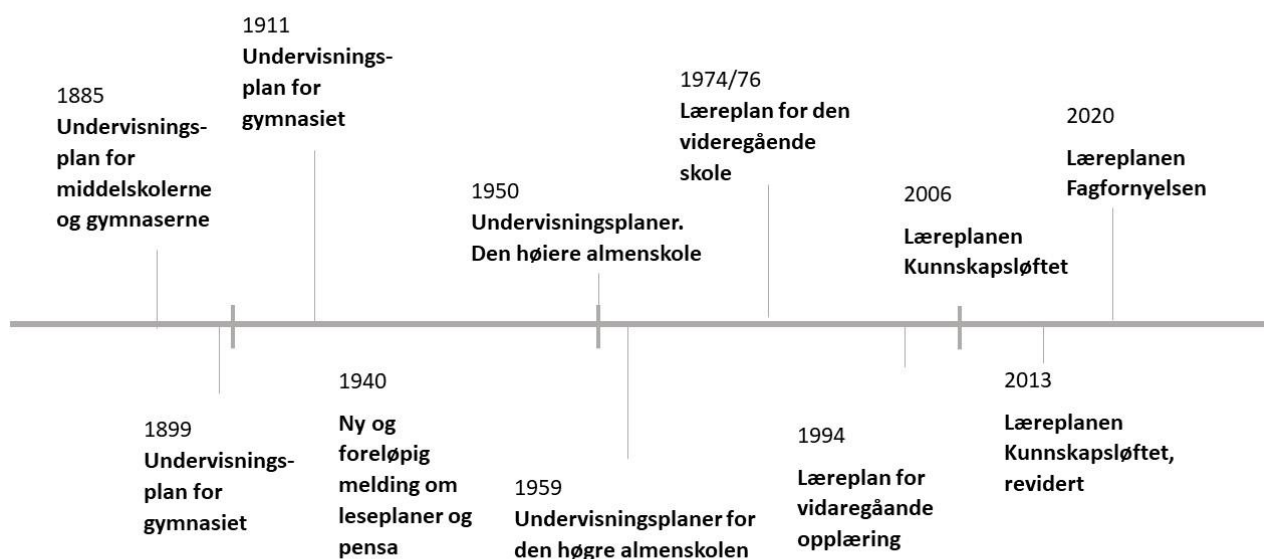 1885
Undervisnings-
plan for
middelskolerne
og gymnaserne
1899
Undervisnings-
plan for
gymnasiet
1911
Undervisnings-
plan for
gymnasiet
1940
Ny og
foreløpig
melding om
leseplaner og
pensa
1950
Undervisningsplaner.
Den høiere almenskole
1959
Undervisningsplaner for
den høgre almenskolen
1974/76
Læreplan for den
videregående
skole
1994
Læreplan for
vidaregåande
opplæring
2006
Læreplanen
Kunnskapsløftet
2013
Læreplanen
Kunnskapsløftet,
revidert
2020
Læreplanen
Fagfornyelsen